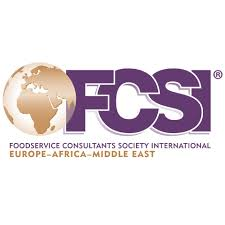 FCSI®
FOODSERVICE CONSULTANTS SOCIETY INTERNATIONAL
EUROPE–AFRICA–MIDDLE EAST